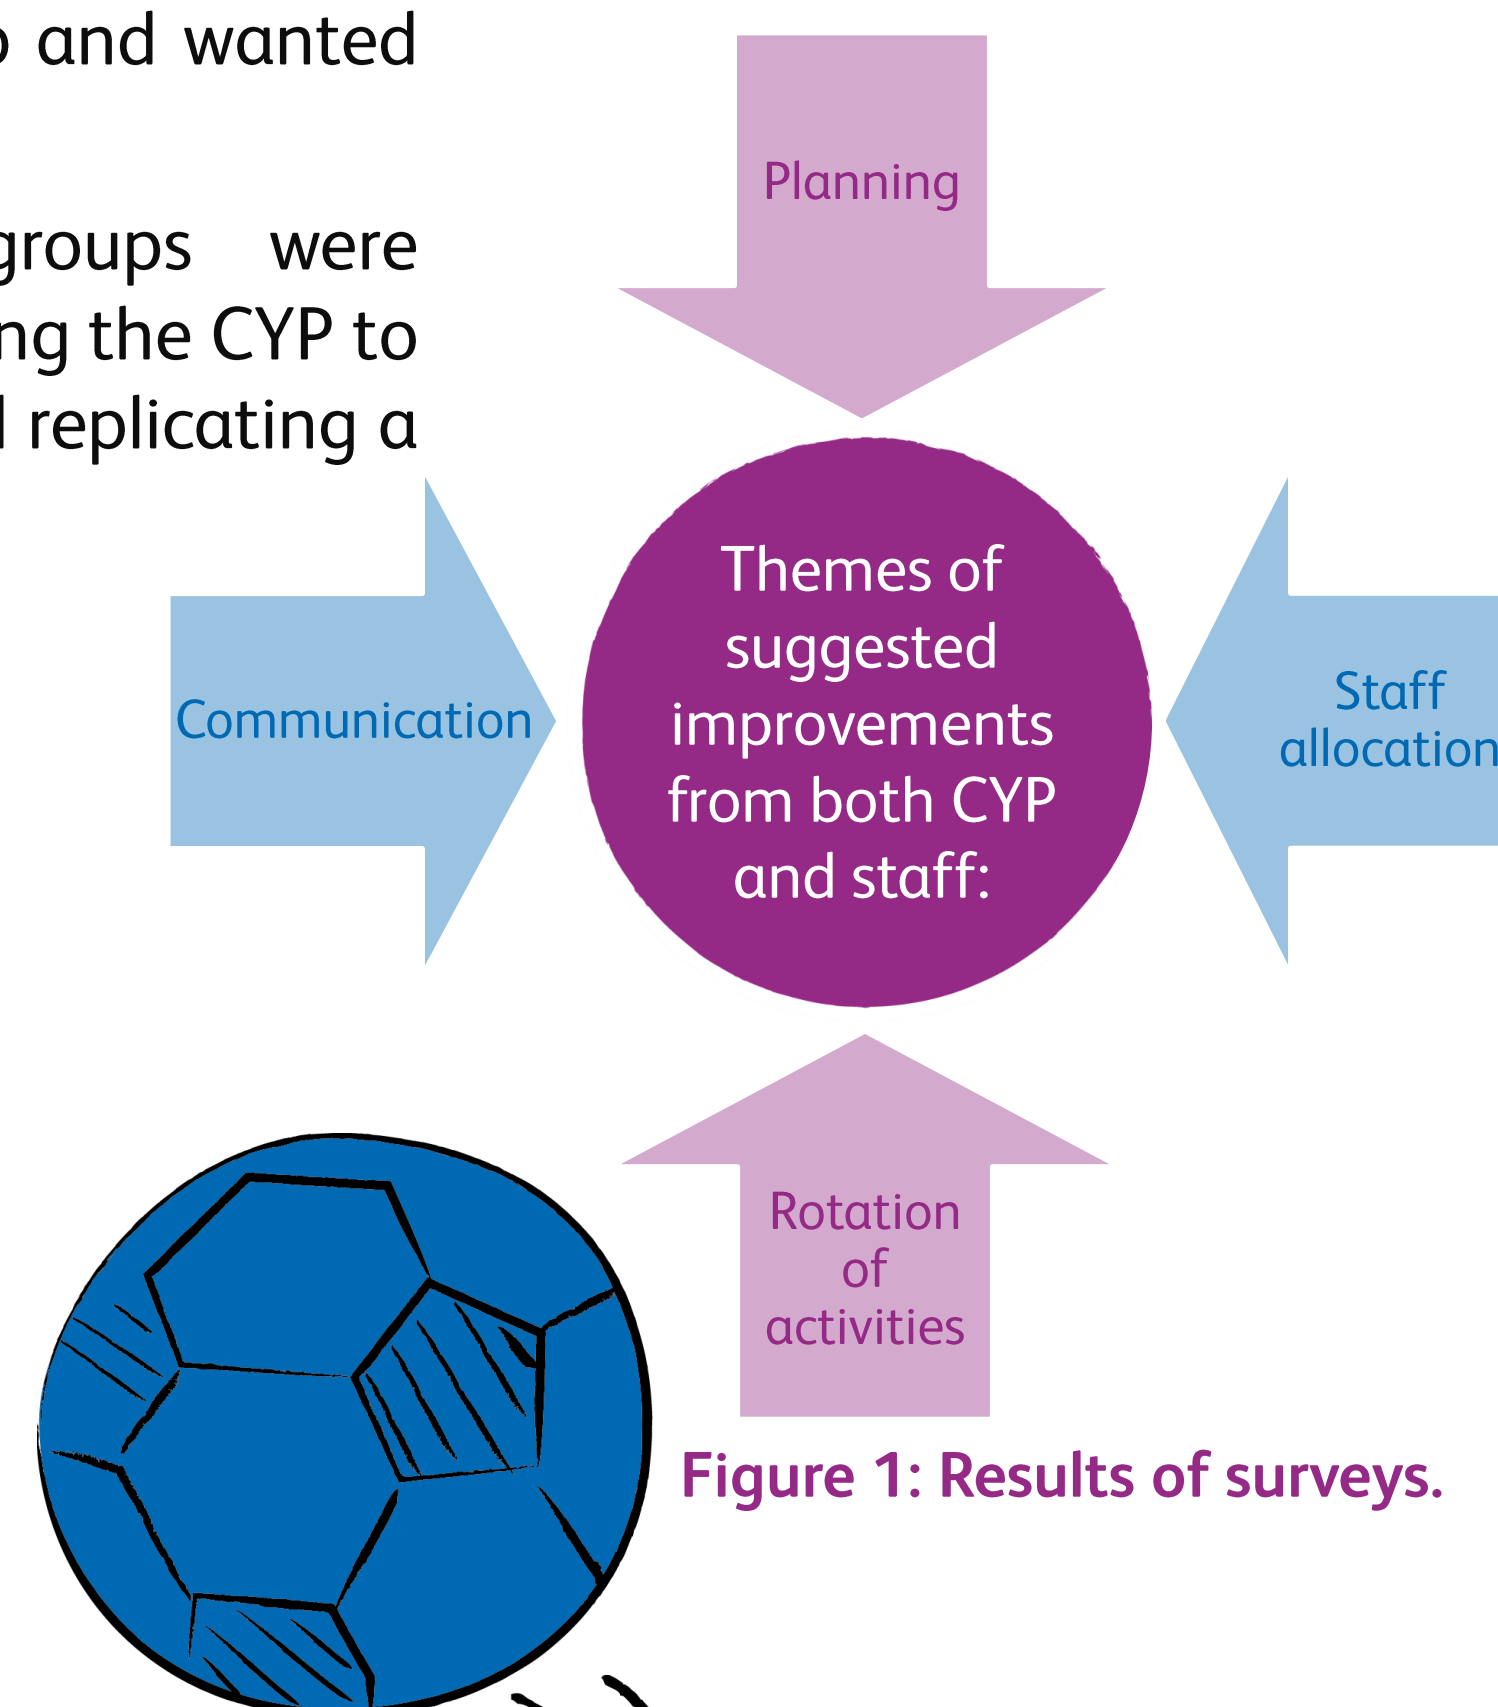 and wanted
groups were
the CYP to
replicating a
Planning
Communication
Themes of
suggested
improvements
from both CYP
and staff:
Staff
allocation
Rotation
of
activities
Figure 1: Results of surveys.